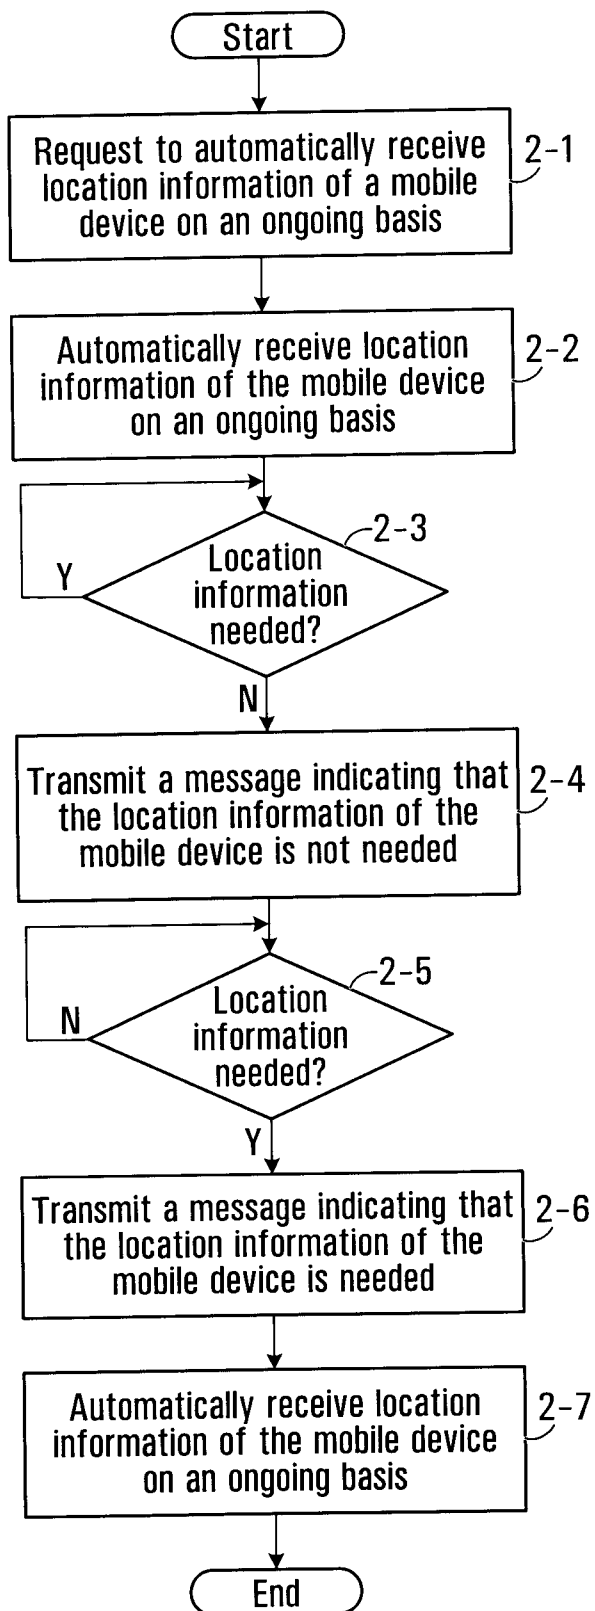 Start
Request to automatically receive
location information of a mobile
device on an ongoing basis
2-1
Automatically receive location
information of the mobile device
on an ongoing basis
2-2
2-3
Location
information
needed?
Y
N
Transmit a message indicating that
the location information of the
mobile device is not needed
2-4
2-5
Location
information
needed?
N
Y
Transmit a message indicating that
the location information of the
mobile device is needed
2-6
Automatically receive location
information of the mobile device
on an ongoing basis
2-7
End